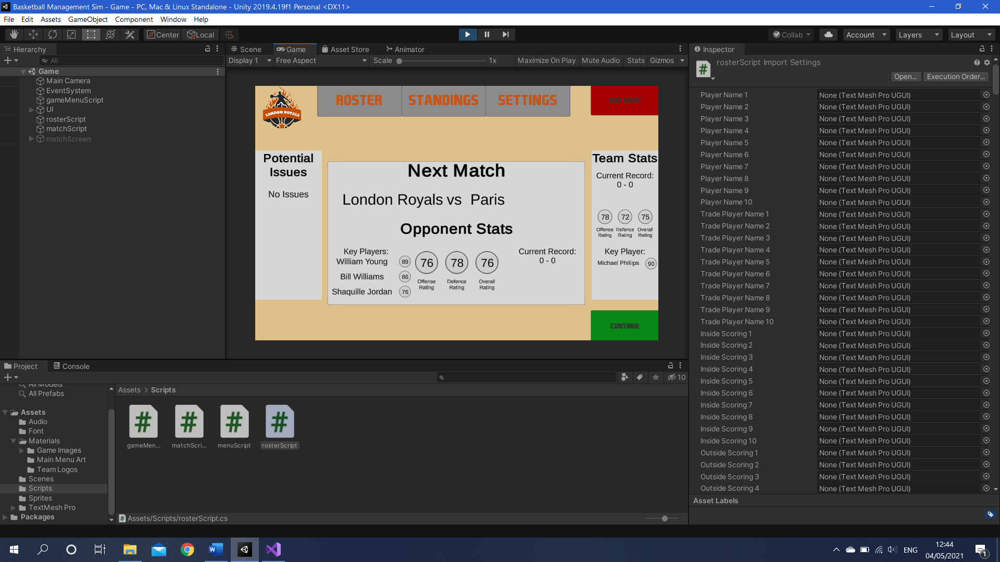 Basketball Management Sim - Game - PC, Mac & Linux Standalone - Unity 2019.4.19f1 Personal <DX11>
File Edit Assets GameObject Component Window Help
Center Local
Collab Account Layers Layout
Hierarchy
All
Game
Main Camera
EventSystem
gameMenuScript
UI
rosterScript
matchScript
matchScreen
Scene Game Asset Store Animator
Display 1 Free Aspect Scale 1x Maximize On Play Mute Audio Stats Gizmos
LONDON ROYALS
ROSTER STANDINGS SETTINGS
Potential
Issues
No Issues
Next Match
London Royals vs Paris
Opponent Stats
Key Players:
William Young 89
Bill Williams 86
Shaquille Jordan 76
76 78 76
Offense
Rating
Defence
Rating
Overall
Rating
Current Record:
0 - 0
Team Stats
Current Record:
0 - 0
78 72 75
Offense
Rating
Defence
Rating
Overall
Rating
Key Player:
Michael Phillips 90
CONTINUE
Inspector
rosterScript Import Settings
Open... Execution Order...
Player Name 1 None (Text Mesh Pro UGUI)
Player Name 2 None (Text Mesh Pro UGUI)
Player Name 3 None (Text Mesh Pro UGUI)
Player Name 4 None (Text Mesh Pro UGUI)
Player Name 5 None (Text Mesh Pro UGUI)
Player Name 6 None (Text Mesh Pro UGUI)
Player Name 7 None (Text Mesh Pro UGUI)
Player Name 8 None (Text Mesh Pro UGUI)
Player Name 9 None (Text Mesh Pro UGUI)
Player Name 10 None (Text Mesh Pro UGUI)
Trade Player Name 1 None (Text Mesh Pro UGUI)
Trade Player Name 2 None (Text Mesh Pro UGUI)
Trade Player Name 3 None (Text Mesh Pro UGUI)
Trade Player Name 4 None (Text Mesh Pro UGUI)
Trade Player Name 5 None (Text Mesh Pro UGUI)
Trade Player Name 6 None (Text Mesh Pro UGUI)
Trade Player Name 7 None (Text Mesh Pro UGUI)
Trade Player Name 8 None (Text Mesh Pro UGUI)
Trade Player Name 9 None (Text Mesh Pro UGUI)
Trade Player Name 10 None (Text Mesh Pro UGUI)
Inside Scoring 1 None (Text Mesh Pro UGUI)
Inside Scoring 2 None (Text Mesh Pro UGUI)
Inside Scoring 3 None (Text Mesh Pro UGUI)
Inside Scoring 4 None (Text Mesh Pro UGUI)
Inside Scoring 5 None (Text Mesh Pro UGUI)
Inside Scoring 6 None (Text Mesh Pro UGUI)
Inside Scoring 7 None (Text Mesh Pro UGUI)
Inside Scoring 8 None (Text Mesh Pro UGUI)
Inside Scoring 9 None (Text Mesh Pro UGUI)
Inside Scoring 10 None (Text Mesh Pro UGUI)
Outside Scoring 1 None (Text Mesh Pro UGUI)
Outside Scoring 2 None (Text Mesh Pro UGUI)
Outside Scoring 3 None (Text Mesh Pro UGUI)
Outside Scoring 4 None (Text Mesh Pro UGUI)
Asset Labels
Project Console
10
All Models
All Prefabs
Assets
Audio
Font
Materials
Game Images
Main Menu Art
Team Logos
Scenes
Scripts
Sprites
TextMesh Pro
Packages
Assets > Scripts
gameMen... matchScri... menuScript rosterScript
Assets/Scripts/rosterScript.cs
ENG
12:44
04/05/2021
1